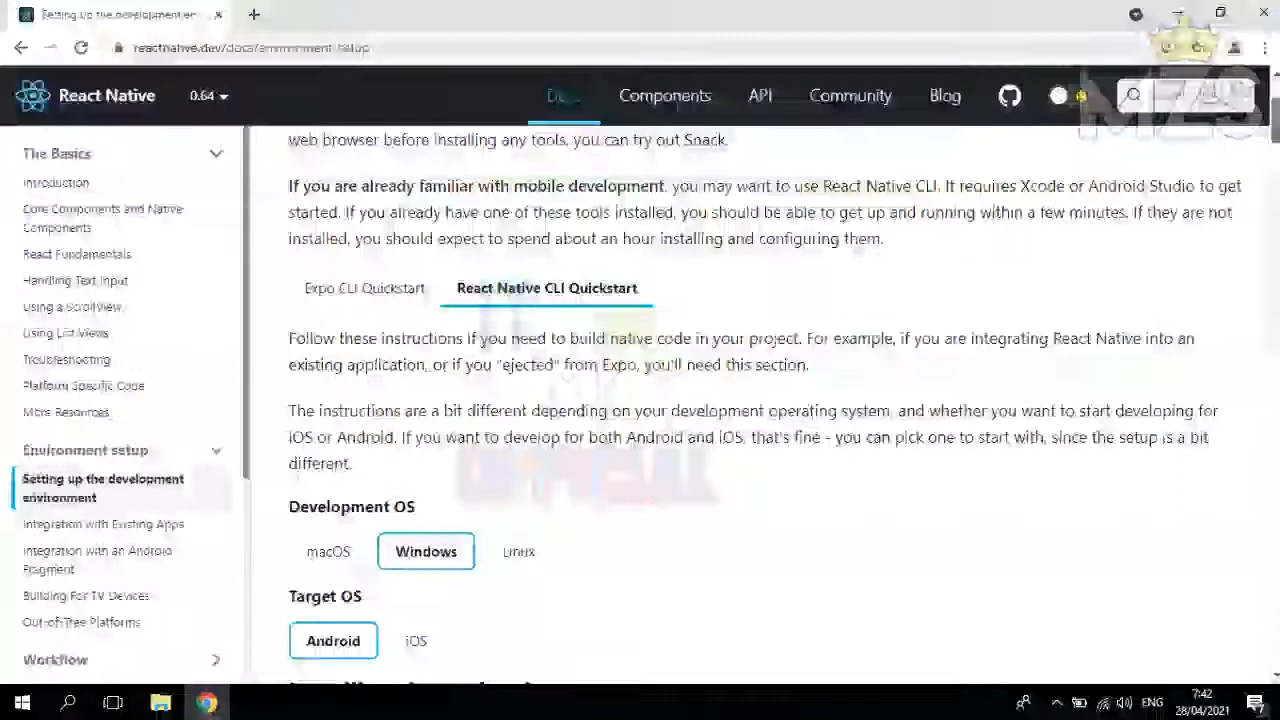 Setting up the development en
reactnative.dev/docs/environment-setup
React Native
0.64
Docs
Components
API
Community
Blog
MZS
web browser before installing any tools, you can try out Snack.
The Basics
Introduction
Core Components and Native
Components
React Fundamentals
Handling Text Input
Using a ScrollView
Using List Views
Troubleshooting
Platform Specific Code
More Resources
Environment setup
Setting up the development
environment
Integration with Existing Apps
Integration with an Android
Fragment
Building For TV Devices
Out-of-Tree Platforms
Workflow
If you are already familiar with mobile development, you may want to use React Native CLI. It requires Xcode or Android Studio to get
started. If you already have one of these tools installed, you should be able to get up and running within a few minutes. If they are not
installed, you should expect to spend about an hour installing and configuring them.
Expo CLI Quickstart
React Native CLI Quickstart
Follow these instructions if you need to build native code in your project. For example, if you are integrating React Native into an
existing application, or if you "ejected" from Expo, you'll need this section.
The instructions are a bit different depending on your development operating system, and whether you want to start developing for
iOS or Android. If you want to develop for both Android and iOS, that's fine - you can pick one to start with, since the setup is a bit
different.
Development OS
macOS
Windows
Linux
Target OS
Android
iOS
ENG
7:42
28/04/2021